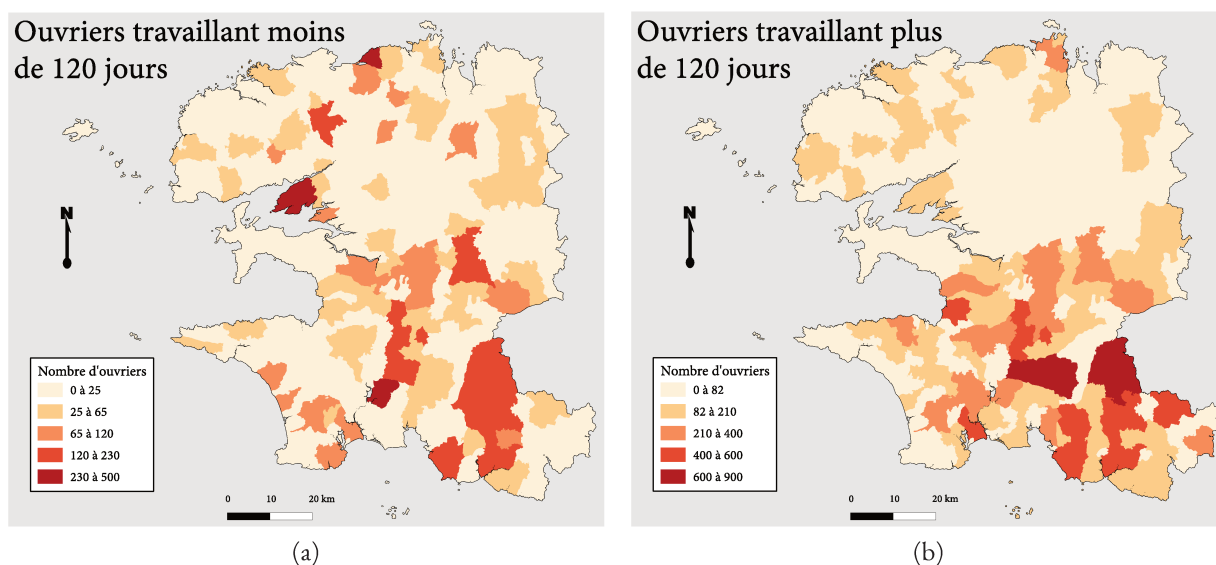 Ouvriers travaillant moins
de 120 jours
N
Nombre d'ouvriers
0 à 25
25 à 65
65 à 120
120 à 230
230 à 500
0 10 20 km
(a)
Ouvriers travaillant plus
de 120 jours
N
Nombre d'ouvriers
0 à 82
82 à 210
210 à 400
400 à 600
600 à 900
0 10 20 km
(b)